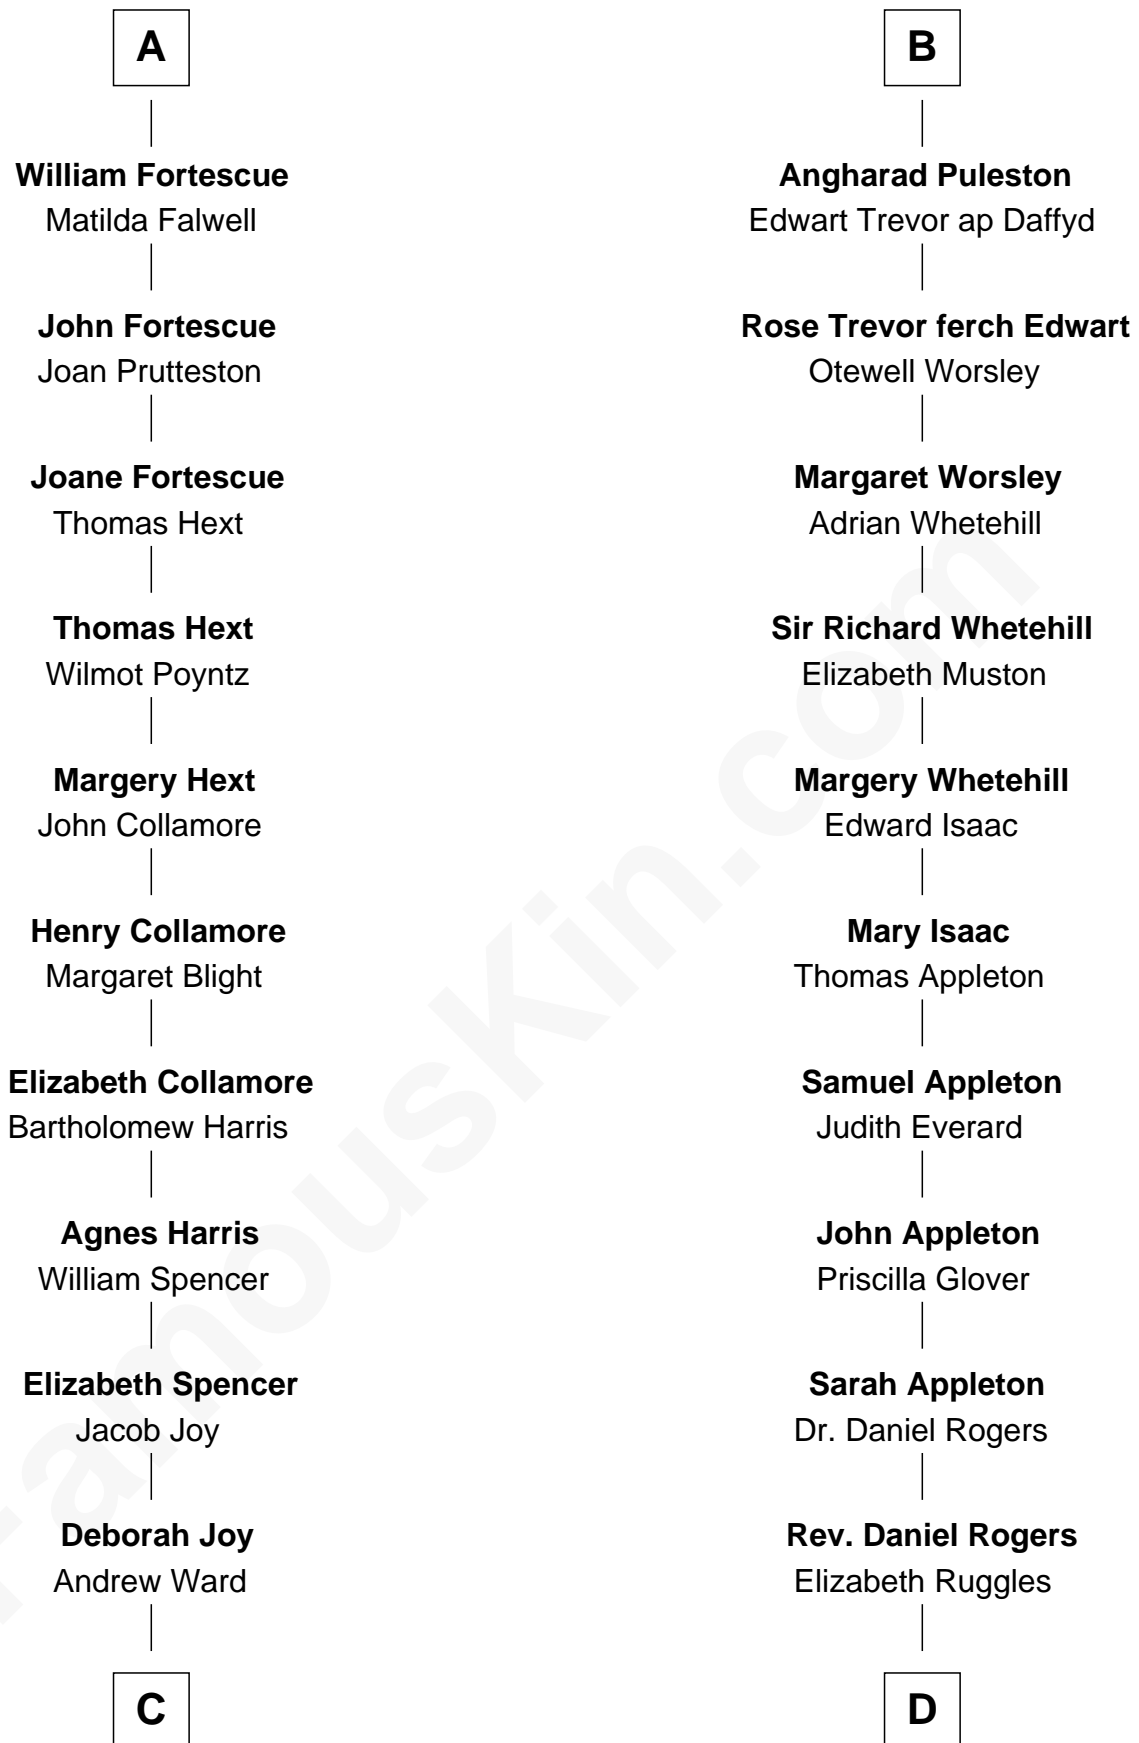 A
William Fortescue
Matilda Falwell
John Fortescue
Joan Prutteston
Joane Fortescue
Thomas Hext
Thomas Hext
Wilmot Poyntz
Margery Hext
John Collamore
Henry Collamore
Margaret Blight
Elizabeth Collamore
Bartholomew Harris
Agnes Harris
William Spencer
Elizabeth Spencer
Jacob Joy
Deborah Joy
Andrew Ward
C
B
Angharad Puleston
Edwart Trevor ap Daffyd
Rose Trevor ferch Edwart
Otewell Worsley
Margaret Worsley
Adrian Whetehill
Sir Richard Whetehill
Elizabeth Muston
Margery Whetehill
Edward Isaac
Mary Isaac
Thomas Appleton
Samuel Appleton
Judith Everard
John Appleton
Priscilla Glover
Sarah Appleton
Dr. Daniel Rogers
Rev. Daniel Rogers
Elizabeth Ruggles
D
FamousKin.com